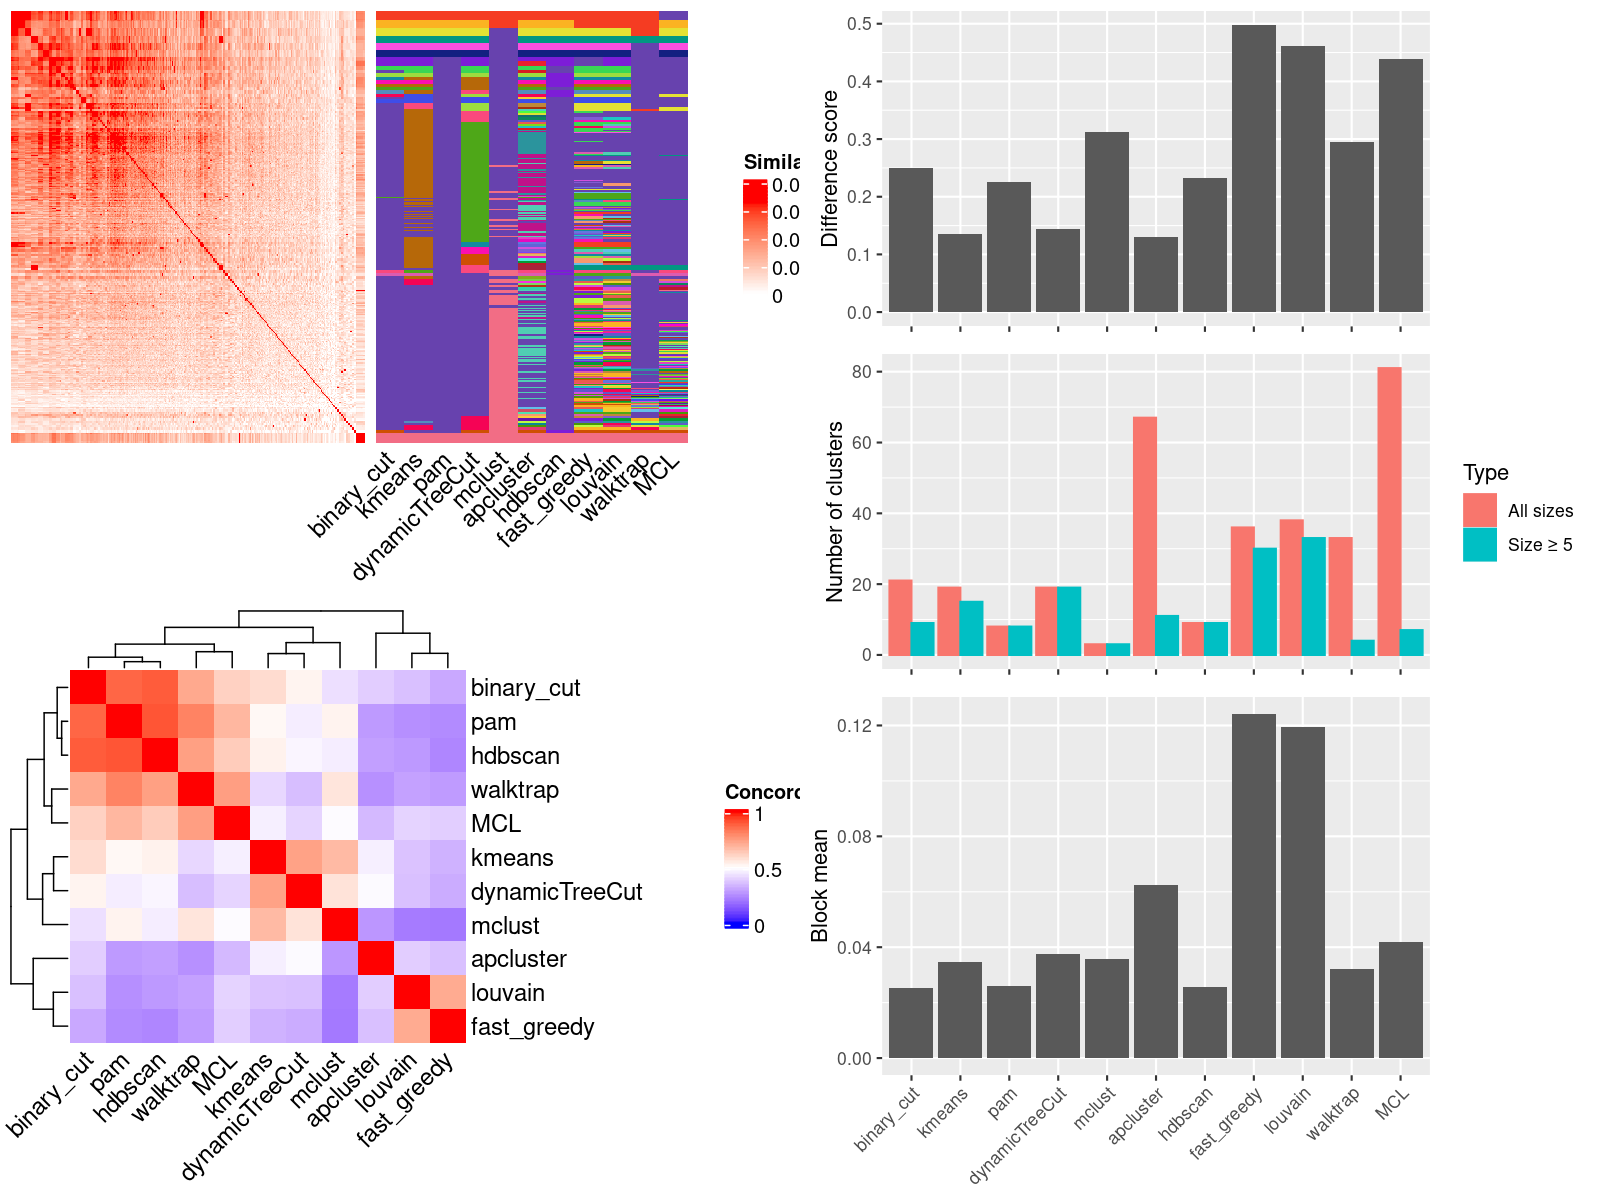 Simila
0.0
0.0
0.0
0.0
0
binary_cut
kmeans
pam
dynamicTreeCut
mclust
apcluster
hdbscan
fast_greedy
louvain
walktrap
MCL
binary_cut
pam
hdbscan
walktrap
MCL
kmeans
dynamicTreeCut
mclust
apcluster
louvain
fast_greedy
binary_cut
pam
hdbscan
walktrap
MCL
kmeans
dynamicTreeCut
mclust
apcluster
louvain
fast_greedy
Concord
1
0.5
0
Difference score
0.5
0.4
0.3
0.2
0.1
0.0
Number of clusters
80
60
40
20
0
Type
All sizes
Size ≥ 5
Block mean
0.12
0.08
0.04
0.00
binary_cut
kmeans
pam
dynamicTreeCut
mclust
apcluster
hdbscan
fast_greedy
louvain
walktrap
MCL